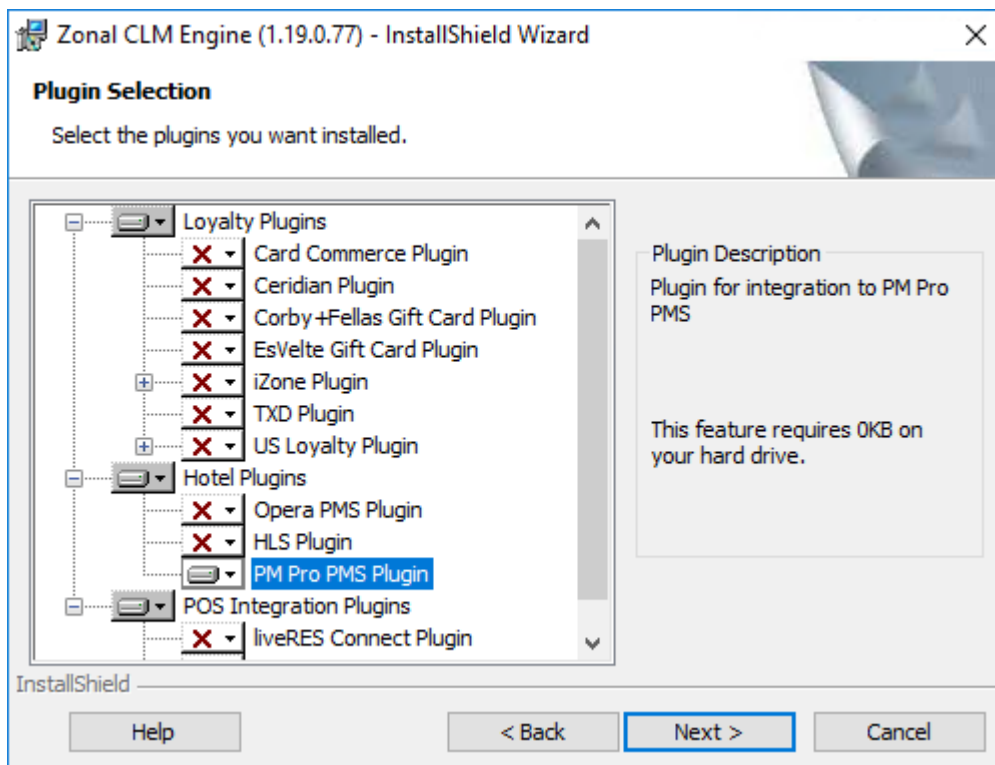 Zonal CLM Engine (1.19.0.77) - InstallShield Wizard
Plugin Selection
Select the plugins you want installed.
Loyalty Plugins
Card Commerce Plugin
Ceridian Plugin
Corby+Fellas Gift Card Plugin
EsVelte Gift Card Plugin
iZone Plugin
TXD Plugin
US Loyalty Plugin
Hotel Plugins
Opera PMS Plugin
HLS Plugin
PM Pro PMS Plugin
POS Integration Plugins
liveRES Connect Plugin
Plugin Description
Plugin for integration to PM Pro
PMS
This feature requires 0KB on
your hard drive.
InstallShield
Help
< Back
Next >
Cancel